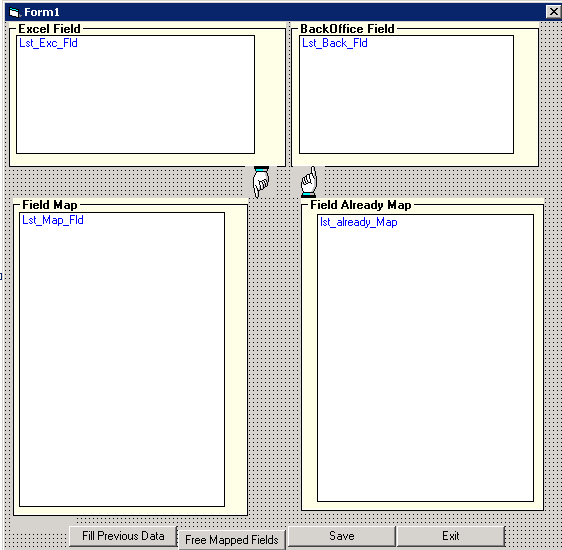 Form1
Excel Field
BackOffice Field
Lst_Exc_Fld
Lst_Back_Fld
Field Map
Field Already Map
Lst_Map_Fld
lst_already_Map
Fill Previous Data
Free Mapped Fields
Save
Exit